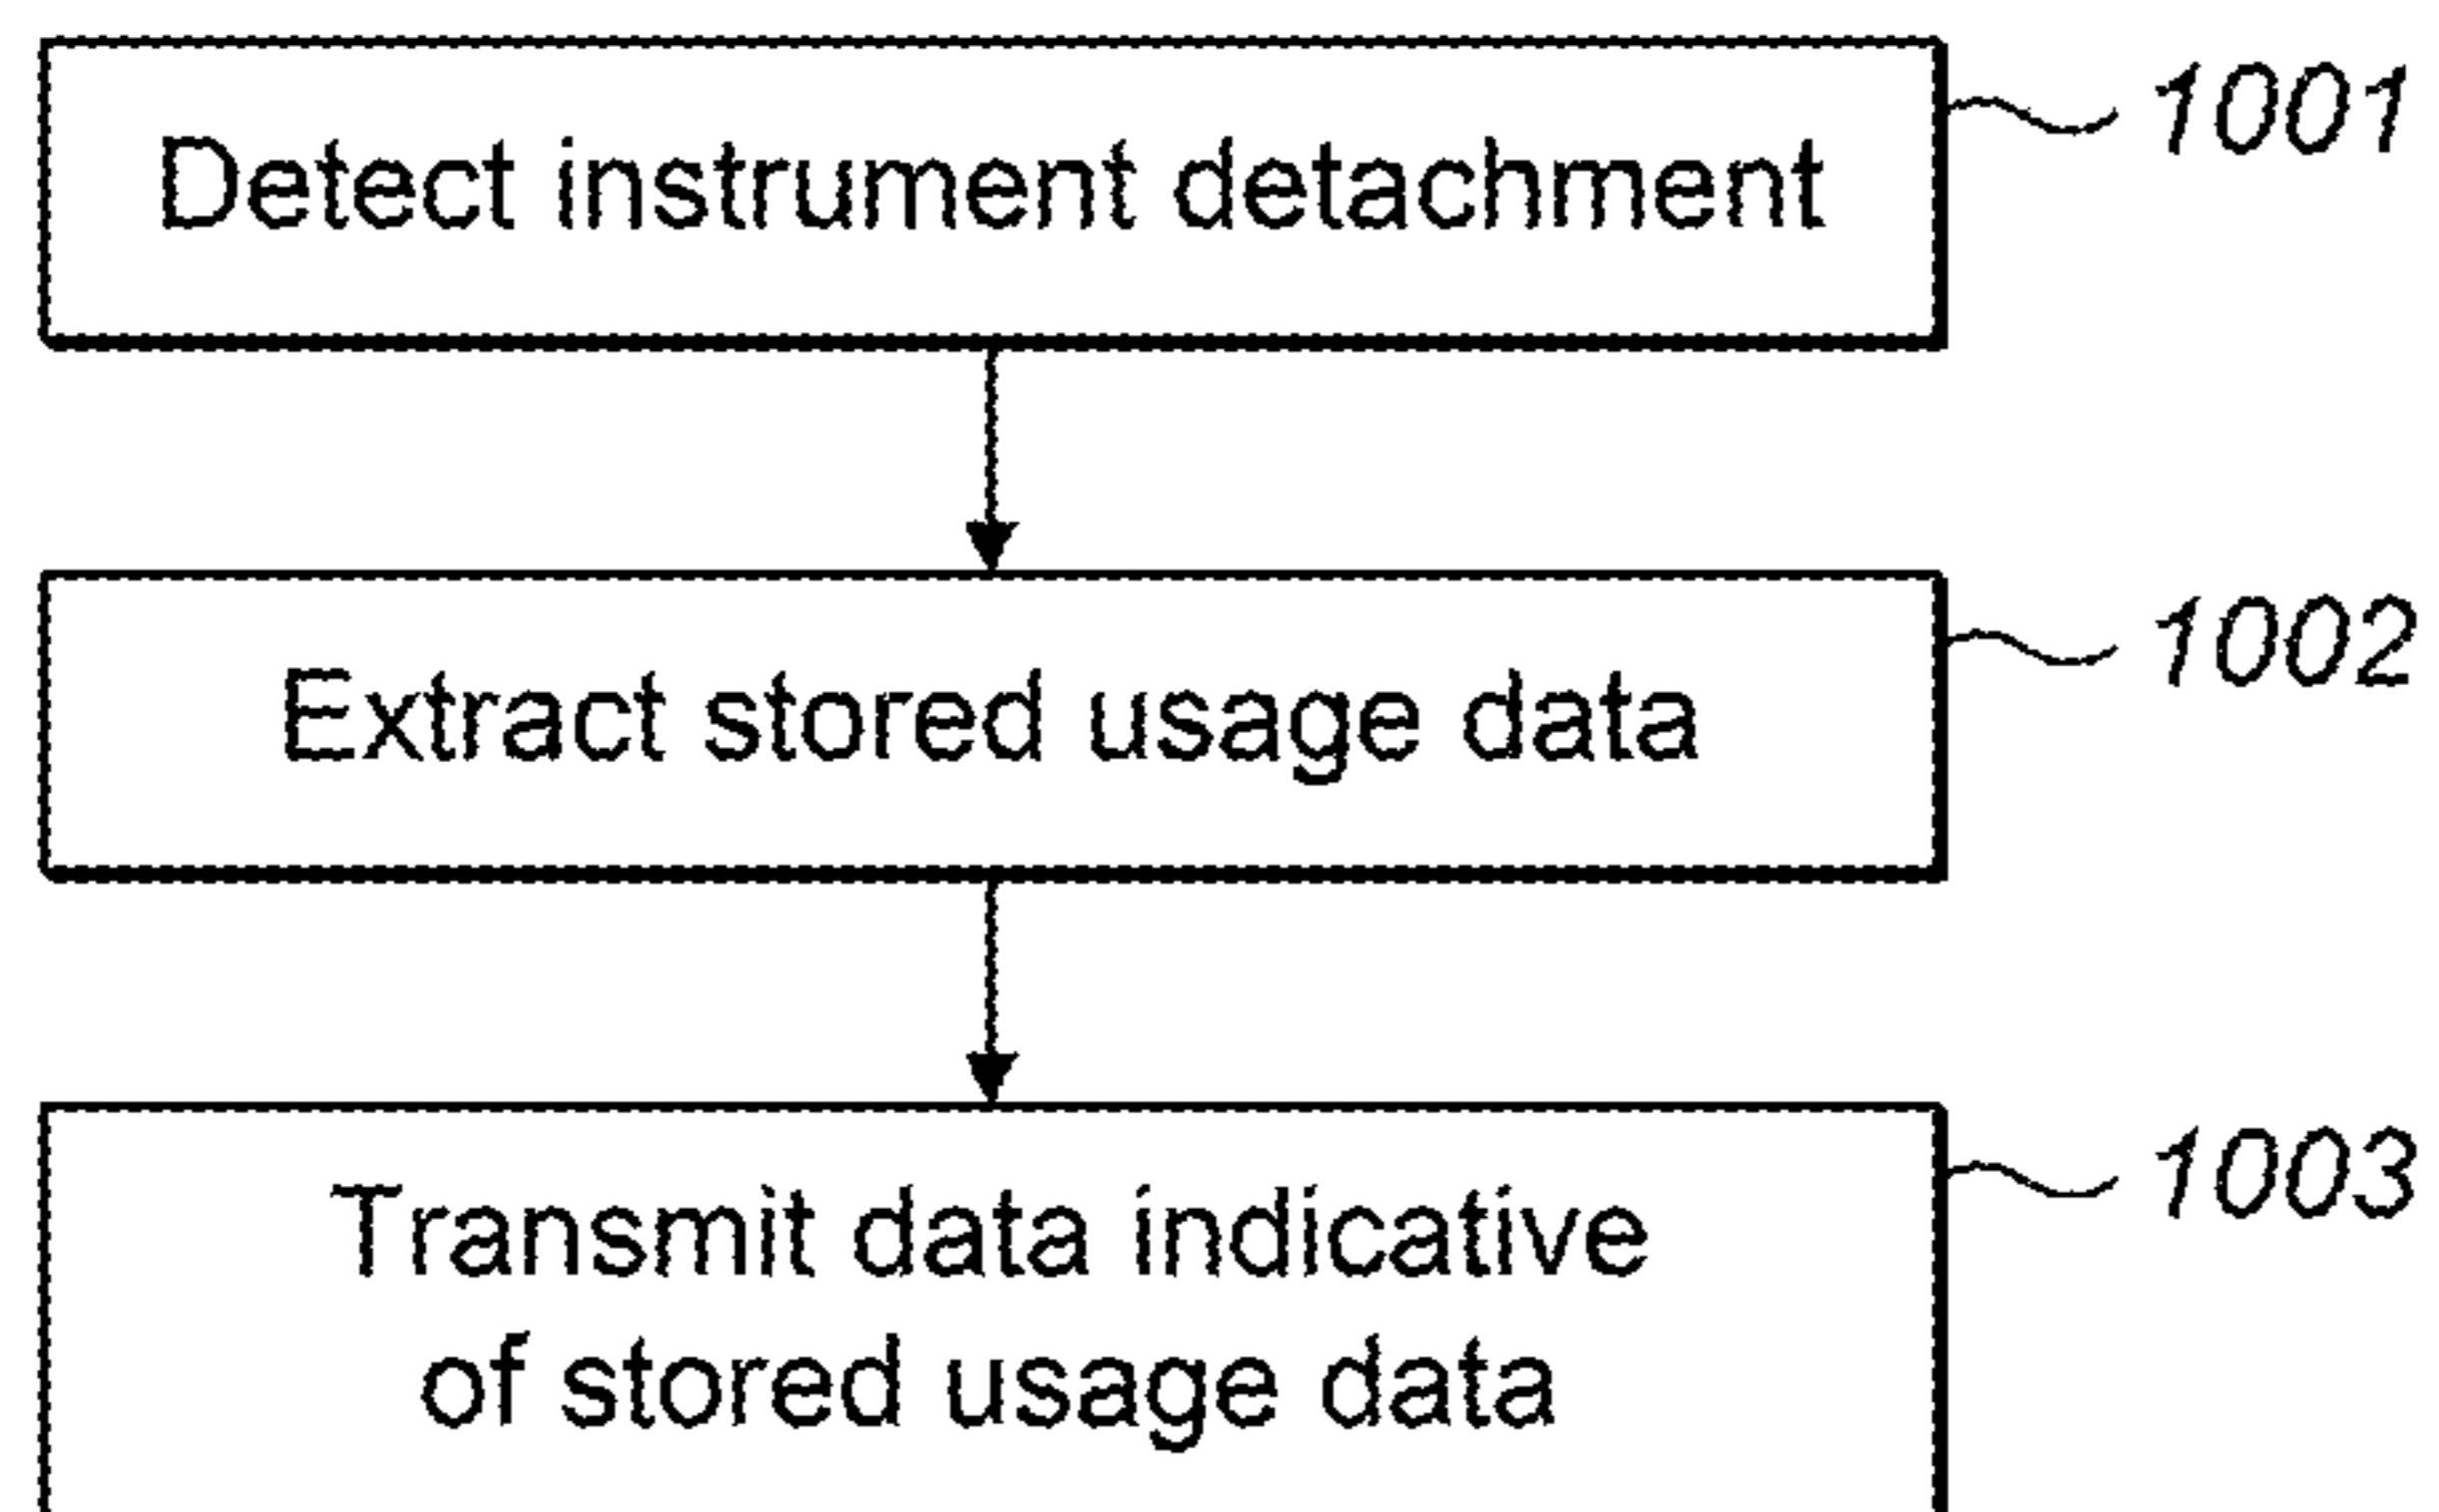 Detect instrument detachment
1001
Extract stored usage data
1002
Transmit data indicative
of stored usage data
1003